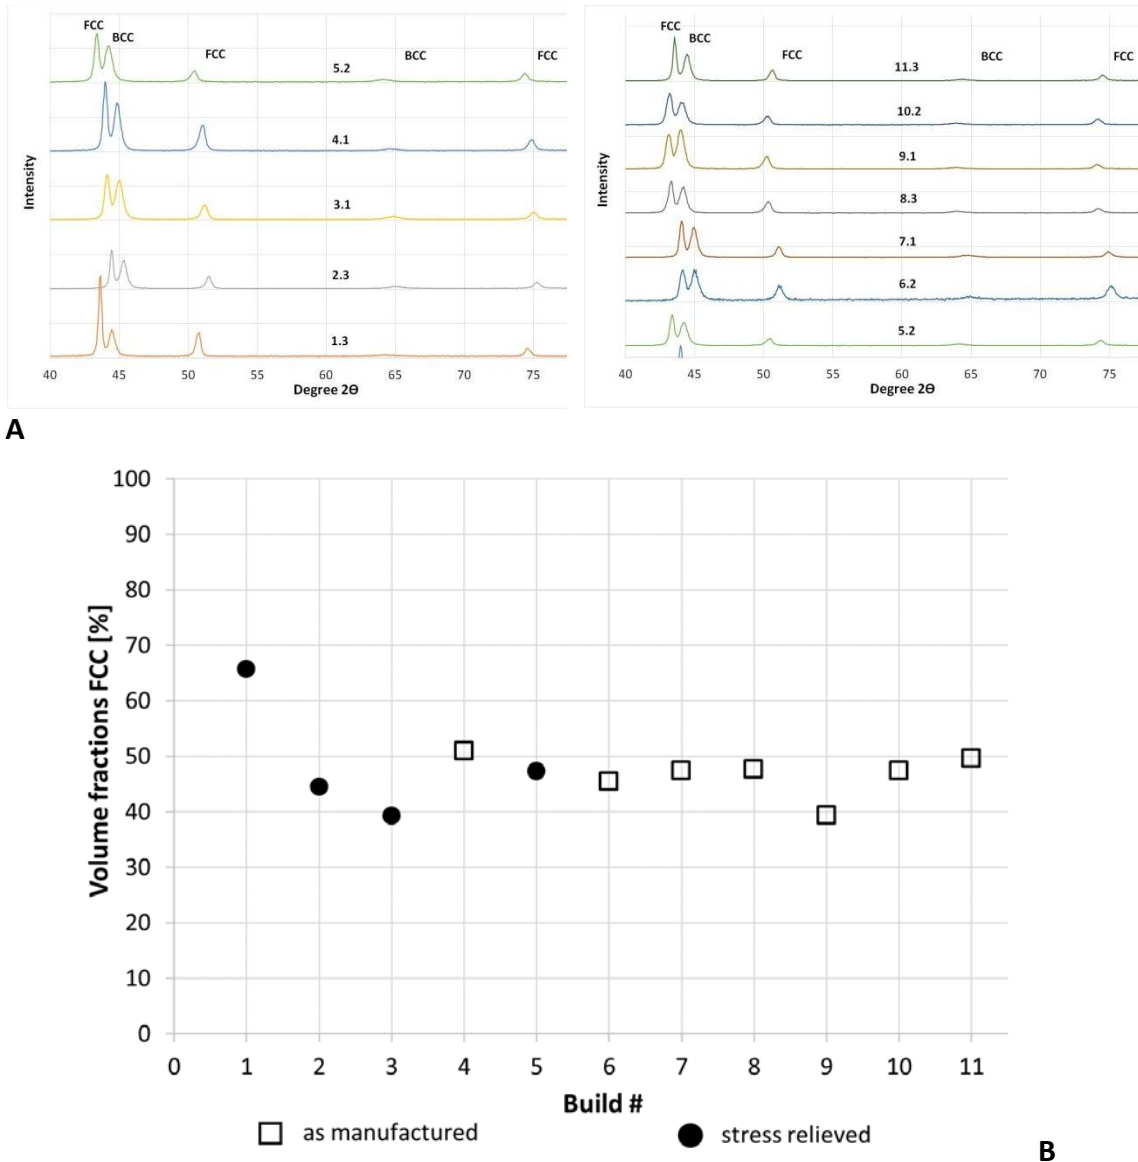 FCC
BCC
FCC
BCC
FCC
5.2
4.1
3.1
2.3
1.3
Intensity
40 45 50 55 60 65 70 75
Degree 2Θ
FCC
BCC
FCC
BCC
FCC
11.3
10.2
9.1
8.3
7.1
6.2
5.2
Intensity
40 45 50 55 60 65 70 75
Degree 2Θ
A
100
90
80
70
60
50
40
30
20
10
0
Volume fractions FCC [%]
0 1 2 3 4 5 6 7 8 9 10 11
Build #
as manufactured
stress relieved
B